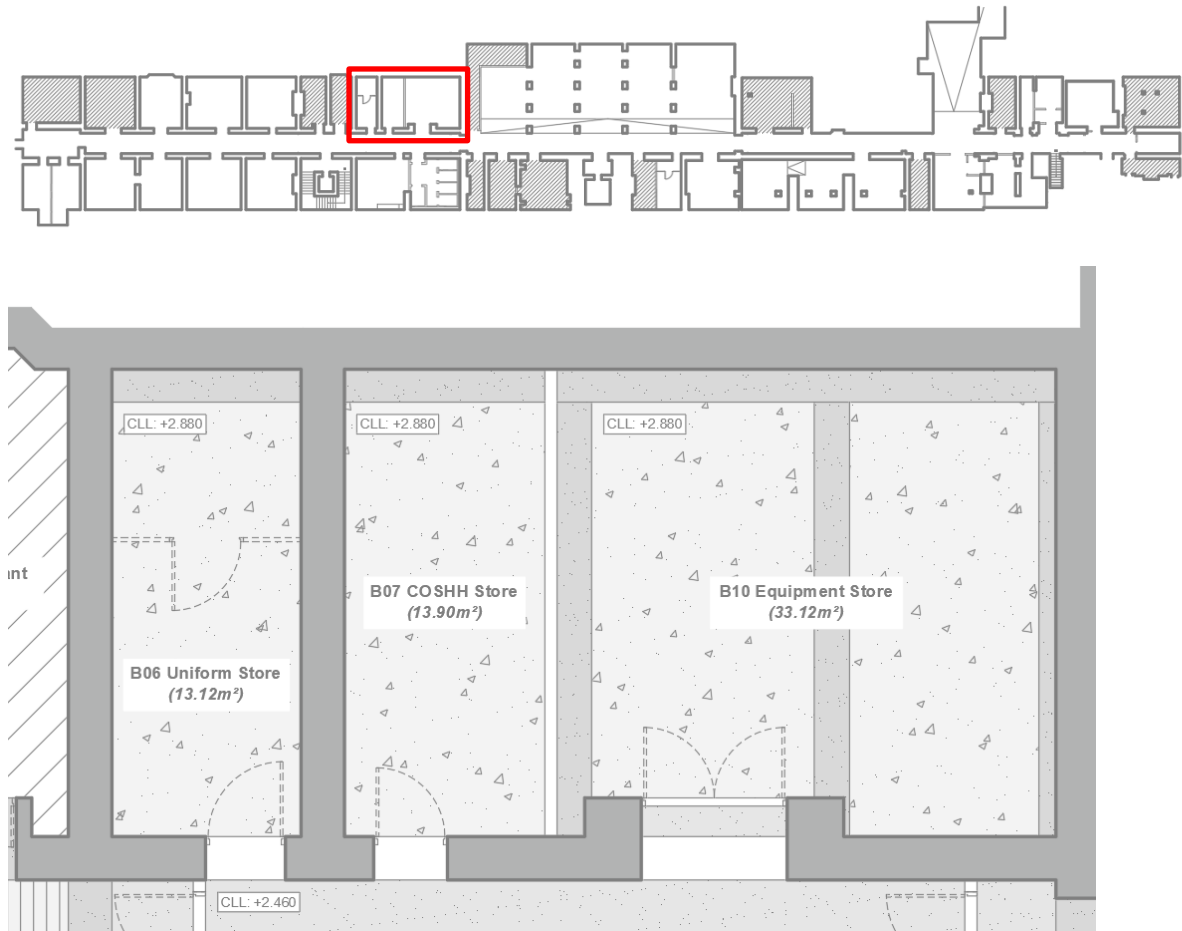 CLL: +2.880
CLL: +2.880
CLL: +2.880
B07 COSHH Store
(13.90m²)
B10 Equipment Store
(33.12m²)
B06 Uniform Store
(13.12m²)
CLL: +2.460